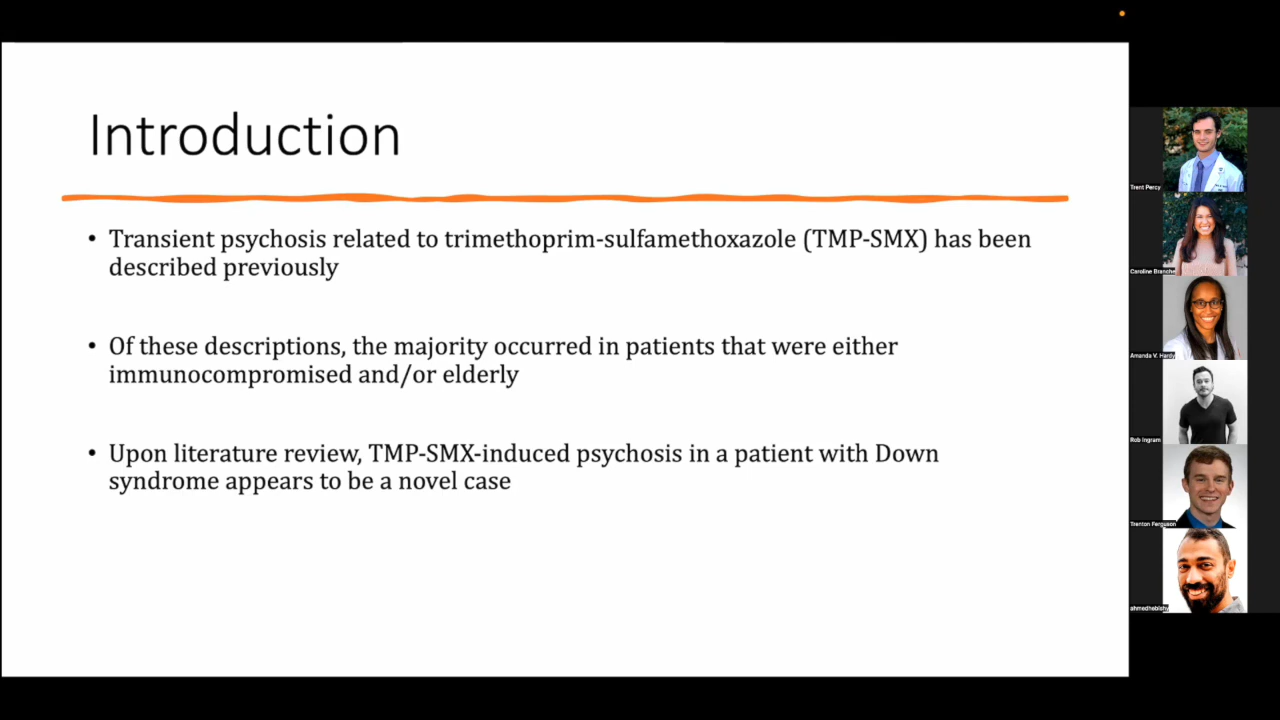 Introduction
• Transient psychosis related to trimethoprim-sulfamethoxazole (TMP-SMX) has been
described previously
• Of these descriptions, the majority occurred in patients that were either
immunocompromised and/or elderly
• Upon literature review, TMP-SMX-induced psychosis in a patient with Down
syndrome appears to be a novel case
Trent Percy
Caroline Branche
Amanda V. Hardy
Rob Ingram
Trenton Ferguson
ahmedhebishy